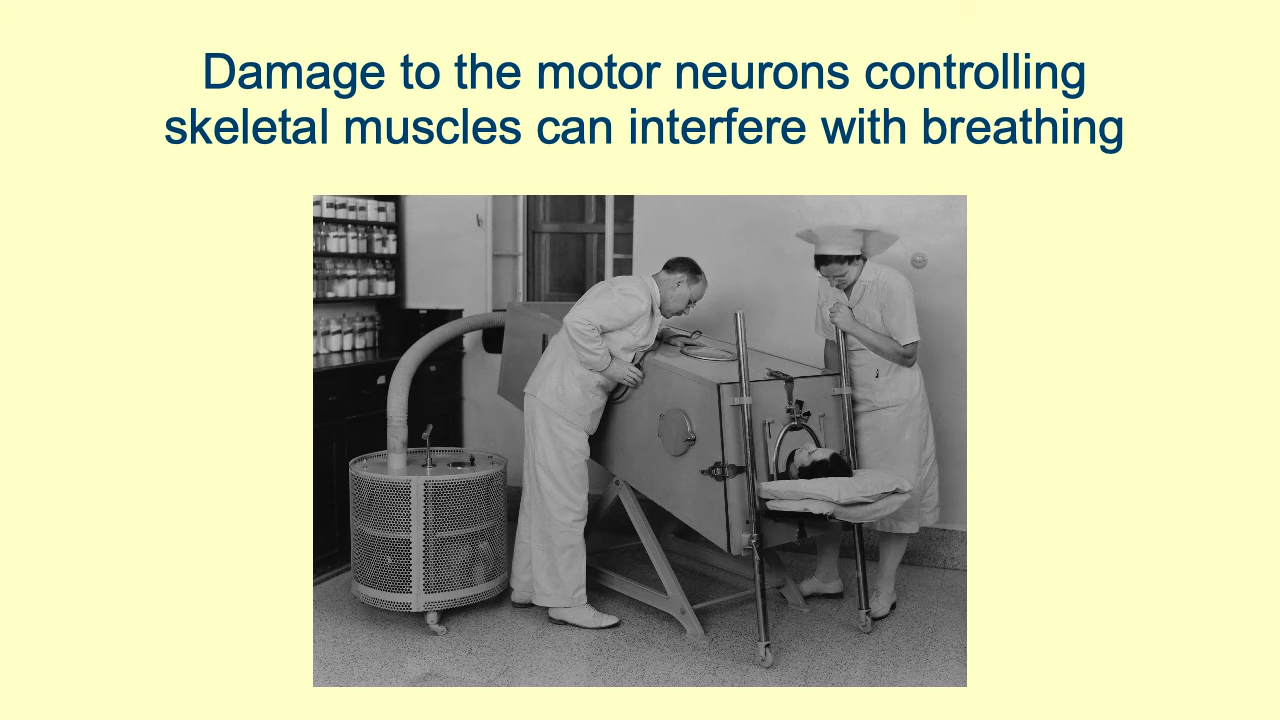 Damage to the motor neurons controlling
skeletal muscles can interfere with breathing